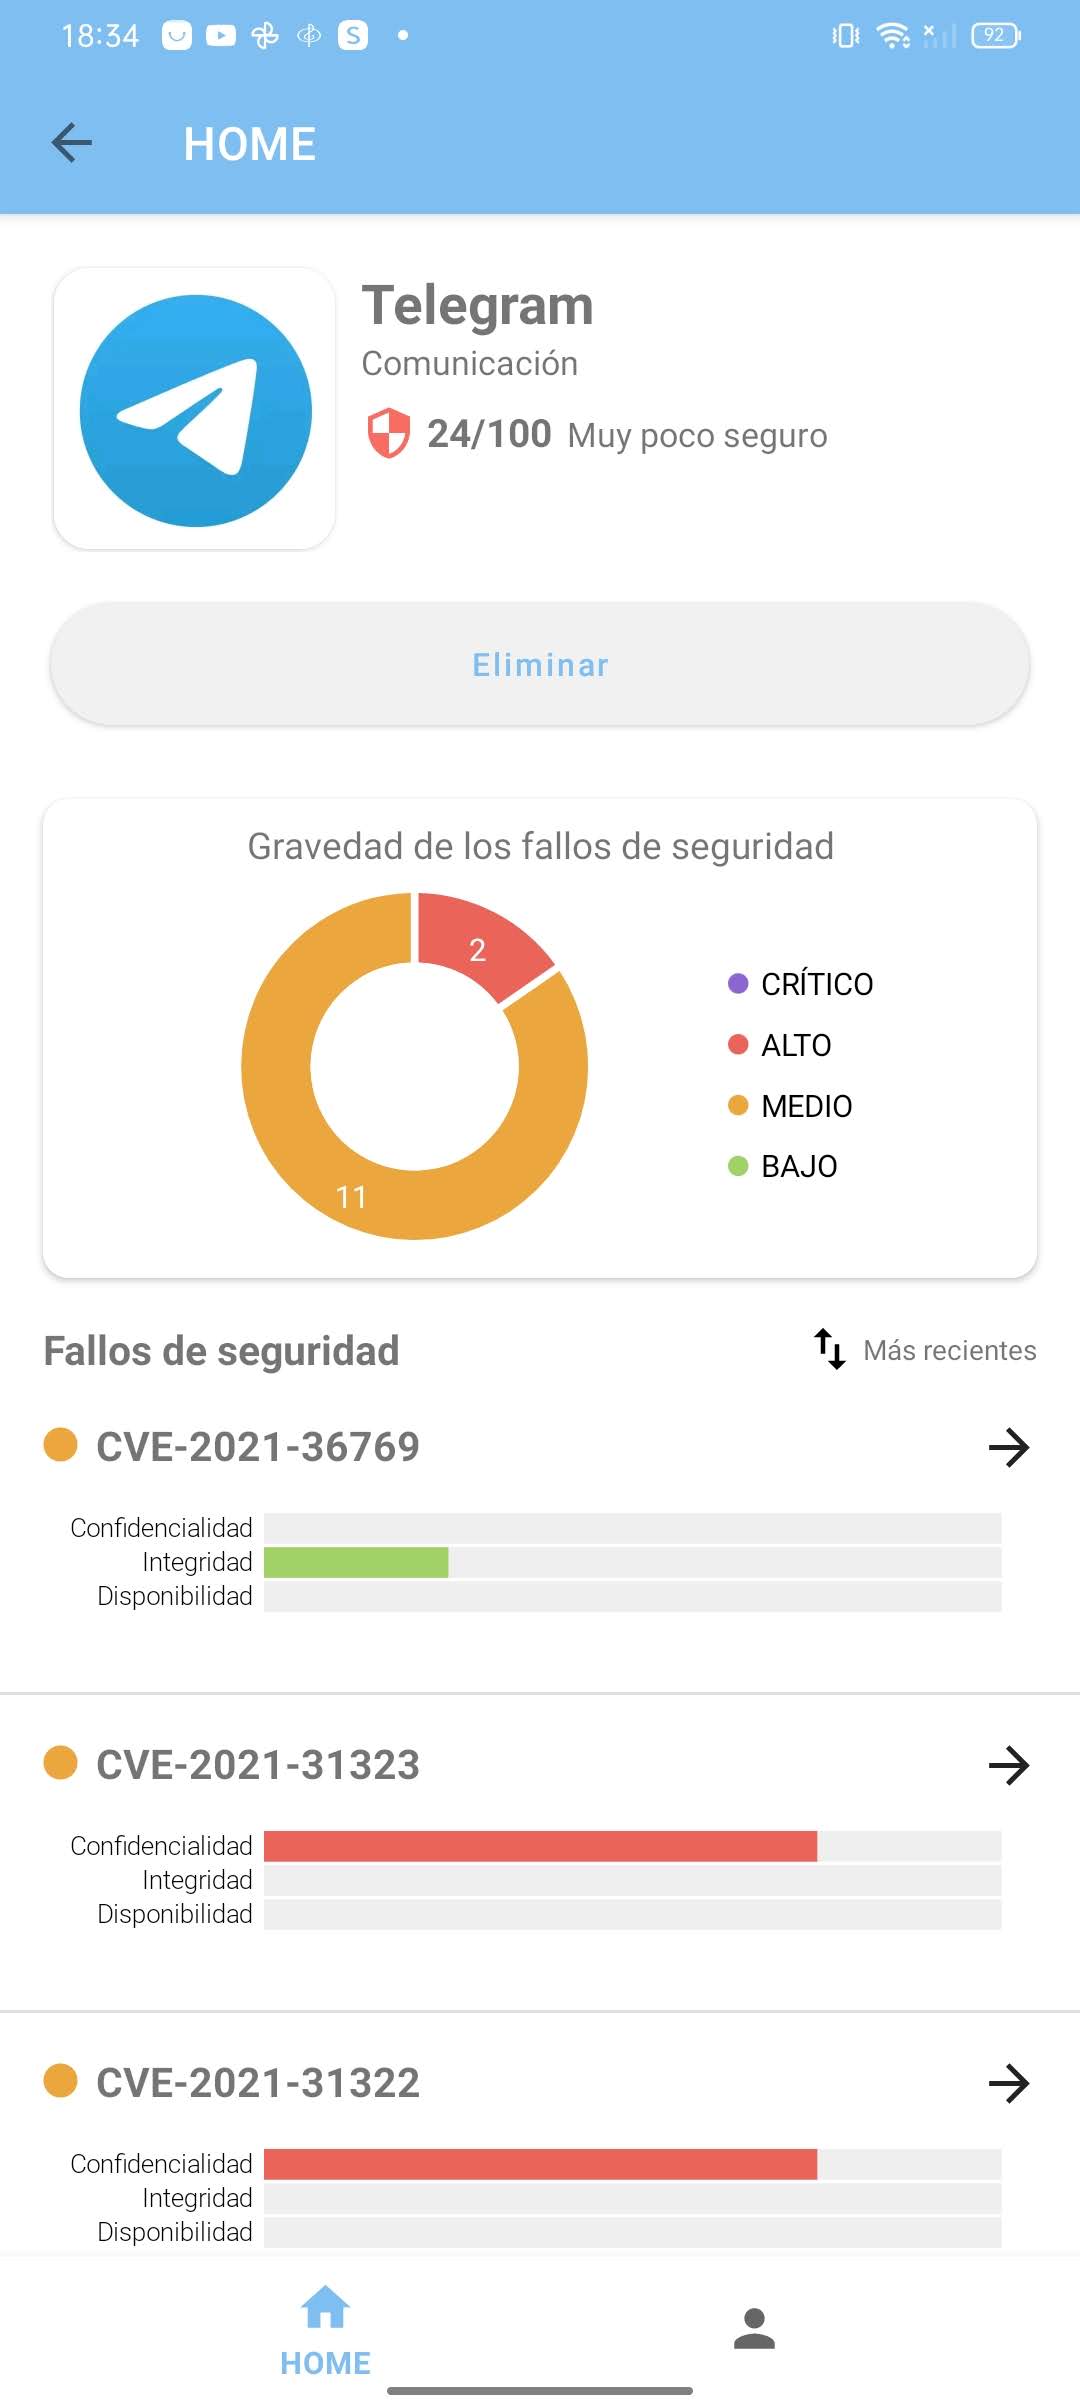 18:34
S
92
HOME
Telegram
Comunicación
24/100 Muy poco seguro
Eliminar
Gravedad de los fallos de seguridad
2
11
CRÍTICO
ALTO
MEDIO
BAJO
Fallos de seguridad
Más recientes
CVE-2021-36769
Confidencialidad
Integridad
Disponibilidad
CVE-2021-31323
Confidencialidad
Integridad
Disponibilidad
CVE-2021-31322
Confidencialidad
Integridad
Disponibilidad
HOME